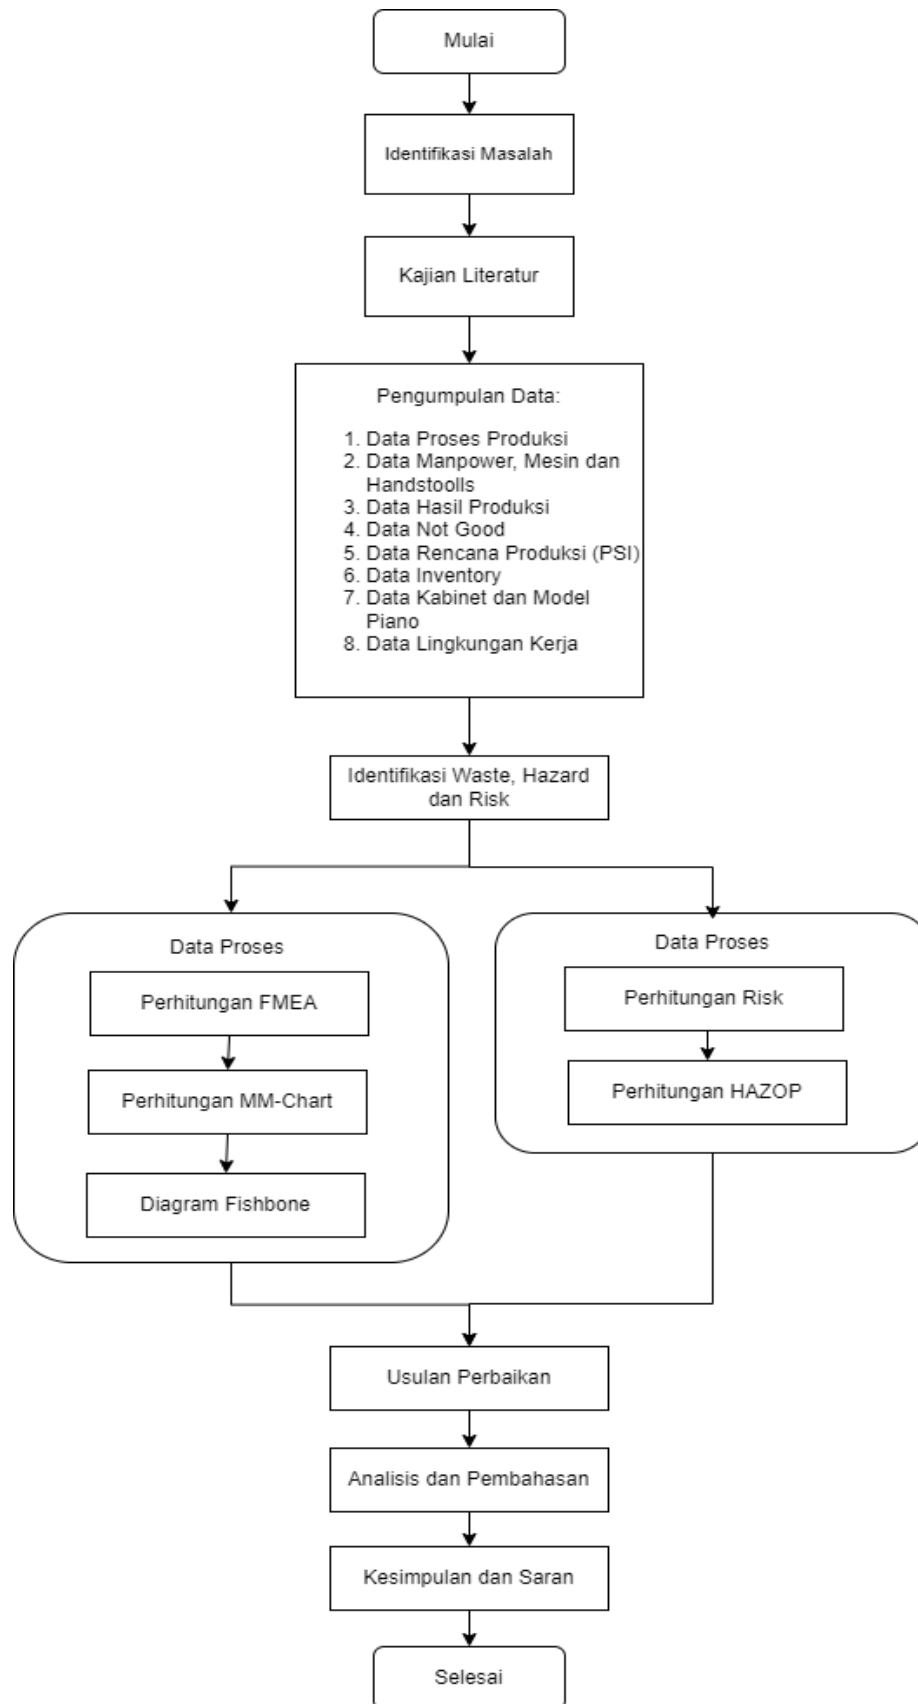 Mulai
Identifikasi Masalah
Kajian Literatur
Pengumpulan Data:
1. Data Proses Produksi
2. Data Manpower, Mesin dan
Handstoolls
3. Data Hasil Produksi
4. Data Not Good
5. Data Rencana Produksi (PSI)
6. Data Inventory
7. Data Kabinet dan Model
Piano
8. Data Lingkungan Kerja
Identifikasi Waste, Hazard
dan Risk
Data Proses
Perhitungan FMEA
Perhitungan MM-Chart
Diagram Fishbone
Data Proses
Perhitungan Risk
Perhitungan HAZOP
Usulan Perbaikan
Analisis dan Pembahasan
Kesimpulan dan Saran
Selesai